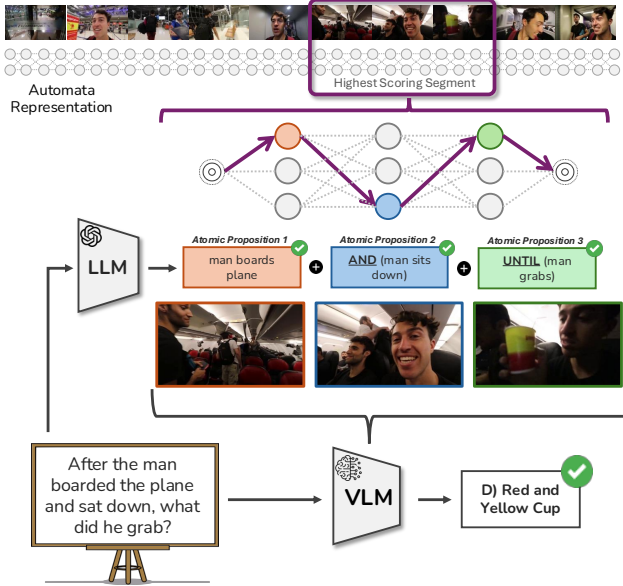 Highest Scoring Segment
Automata
Representation
Atomic Proposition 1
Atomic Proposition 2
Atomic Proposition 3
LLM
man boards
plane
AND (man sits
down)
UNTIL (man
grabs)
After the man
boarded the plane
and sat down, what
did he grab?
VLM
D) Red and
Yellow Cup